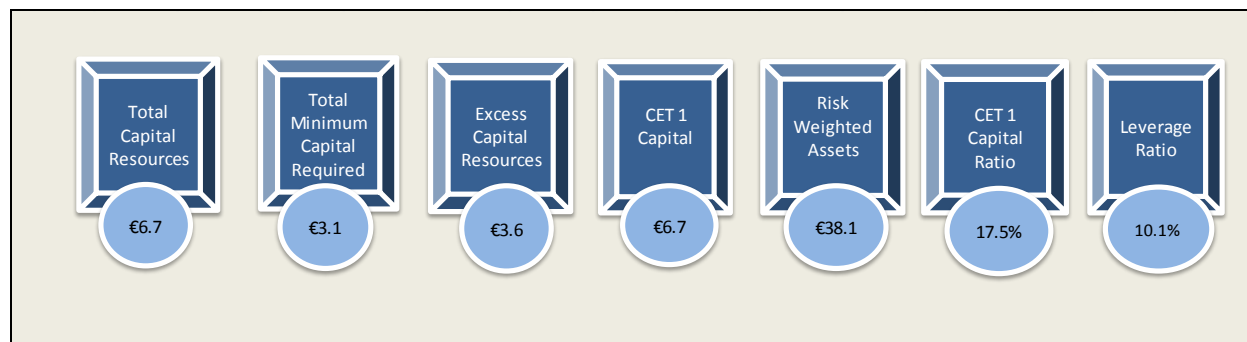 Total
Capital
Resources
€6.7
Total
Minimum
Capital
Required
€3.1
Excess
Capital
Resources
€3.6
CET 1
Capital
€6.7
Risk
Weighted
Assets
€38.1
CET 1
Capital
Ratio
17.5%
Leverage
Ratio
10.1%